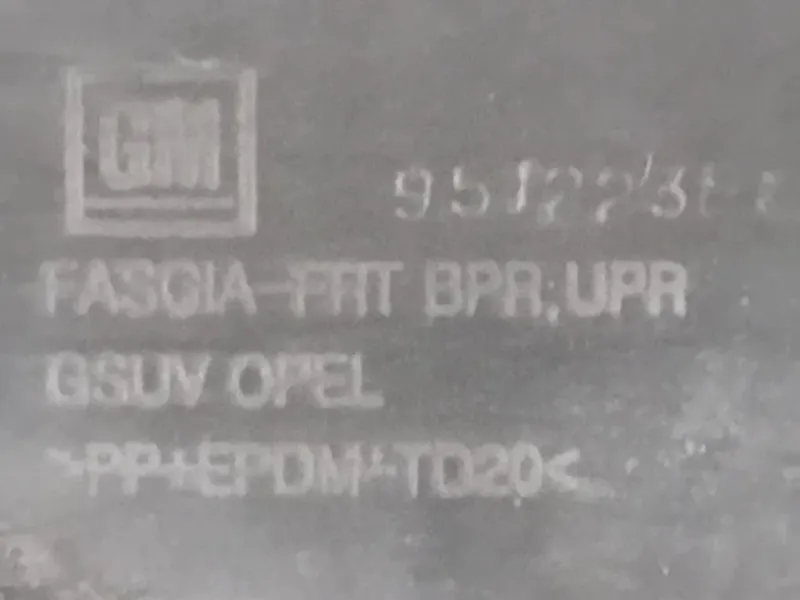 GM
FASCIA-FRT BPR;UPR
GSUV OPEL
>PP+EPDM-TD20<